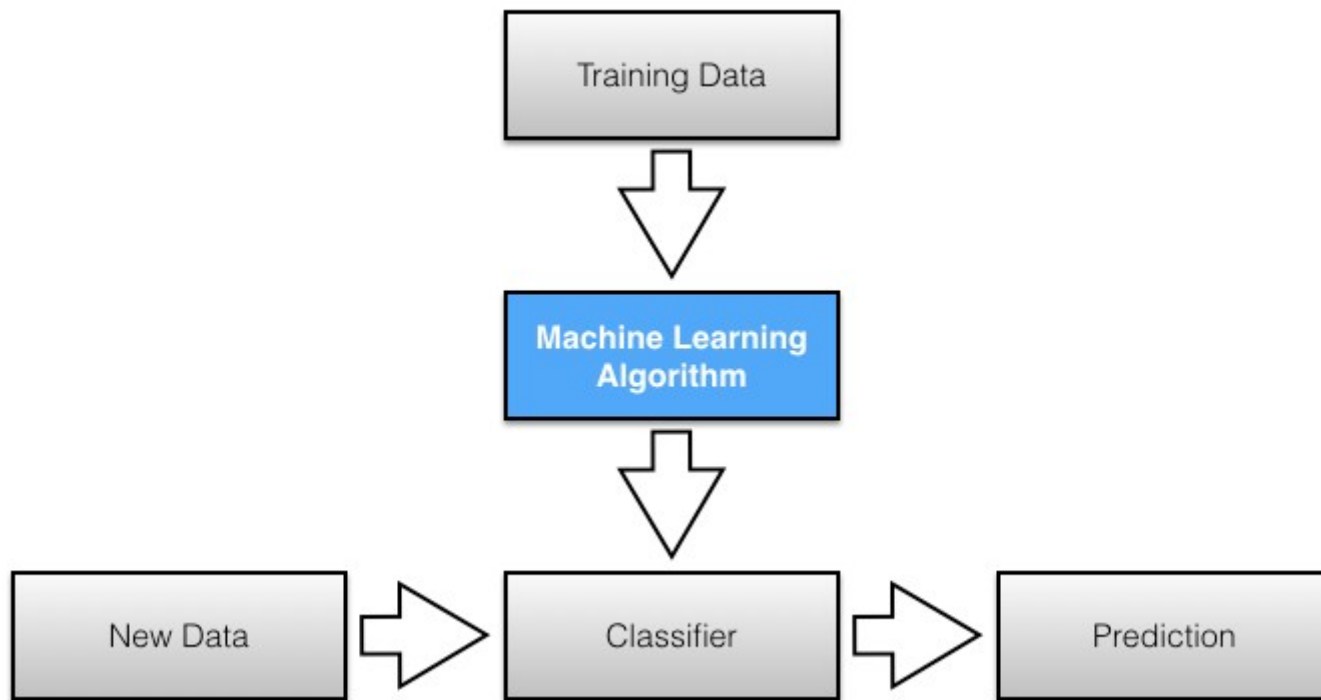 Training Data
Machine Learning
Algorithm
New Data
Classifier
Prediction